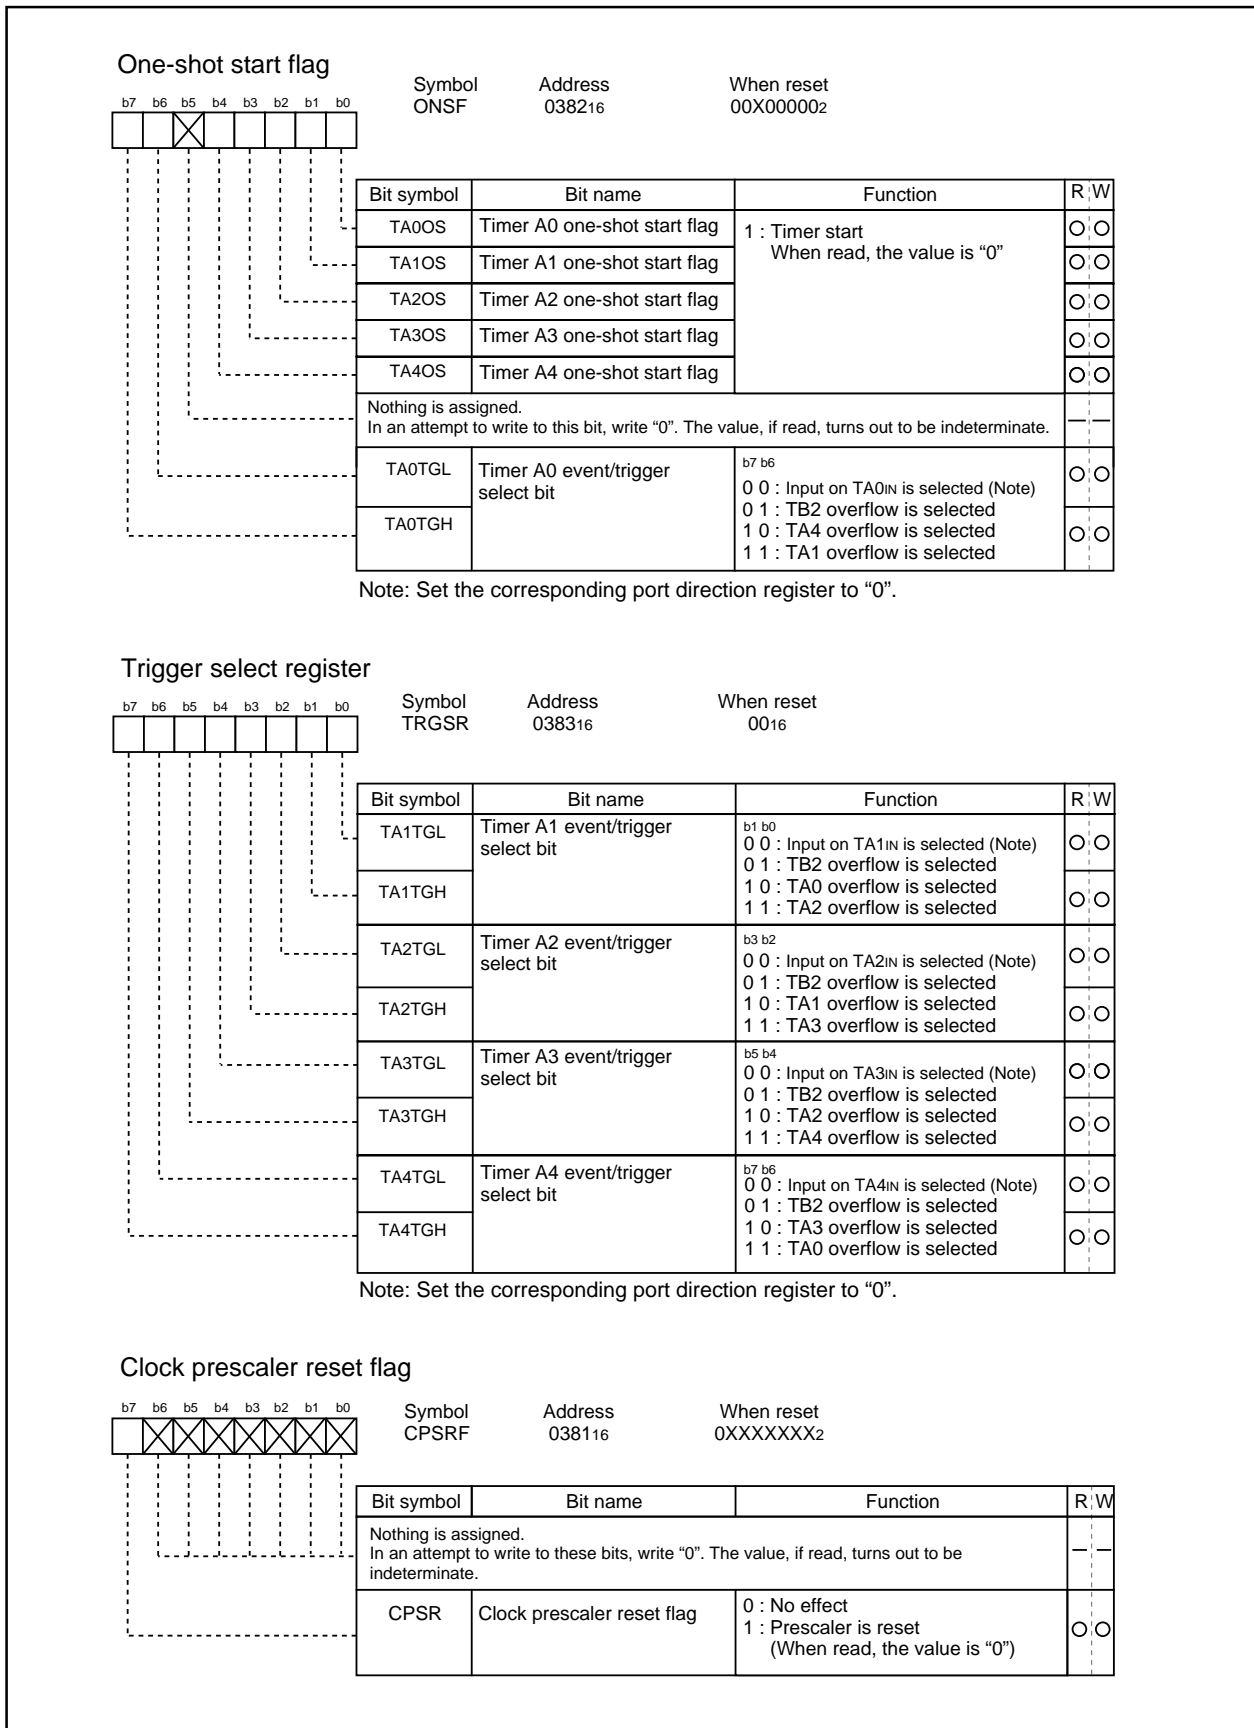 One-shot start flag
Symbol Address When reset
ONSF 038216 00X000002
b7 b6 b5 b4 b3 b2 b1 b0
Bit symbol Bit name Function R W
TA0OS Timer A0 one-shot start flag 1 : Timer start
When read, the value is “0”
TA1OS Timer A1 one-shot start flag
TA2OS Timer A2 one-shot start flag
TA3OS Timer A3 one-shot start flag
TA4OS Timer A4 one-shot start flag
Nothing is assigned.
In an attempt to write to this bit, write “0”. The value, if read, turns out to be indeterminate.
TA0TGL Timer A0 event/trigger select bit
TA0TGH
b7 b6
0 0 : Input on TA0IN is selected (Note)
0 1 : TB2 overflow is selected
1 0 : TA4 overflow is selected
1 1 : TA1 overflow is selected
Note: Set the corresponding port direction register to “0”.
Trigger select register
Symbol Address When reset
TRGSR 038316 0016
b7 b6 b5 b4 b3 b2 b1 b0
Bit symbol Bit name Function R W
TA1TGL Timer A1 event/trigger select bit
TA1TGH
b1 b0
0 0 : Input on TA1IN is selected (Note)
0 1 : TB2 overflow is selected
1 0 : TA0 overflow is selected
1 1 : TA2 overflow is selected
TA2TGL Timer A2 event/trigger select bit
TA2TGH
b3 b2
0 0 : Input on TA2IN is selected (Note)
0 1 : TB2 overflow is selected
1 0 : TA1 overflow is selected
1 1 : TA3 overflow is selected
TA3TGL Timer A3 event/trigger select bit
TA3TGH
b5 b4
0 0 : Input on TA3IN is selected (Note)
0 1 : TB2 overflow is selected
1 0 : TA2 overflow is selected
1 1 : TA4 overflow is selected
TA4TGL Timer A4 event/trigger select bit
TA4TGH
b7 b6
0 0 : Input on TA4IN is selected (Note)
0 1 : TB2 overflow is selected
1 0 : TA3 overflow is selected
1 1 : TA0 overflow is selected
Note: Set the corresponding port direction register to “0”.
Clock prescaler reset flag
Symbol Address When reset
CPSRF 038116 0XXXXXXX2
b7 b6 b5 b4 b3 b2 b1 b0
Bit symbol Bit name Function R W
Nothing is assigned.
In an attempt to write to these bits, write “0”. The value, if read, turns out to be
indeterminate.
CPSR Clock prescaler reset flag 0 : No effect
1 : Prescaler is reset
(When read, the value is “0”)